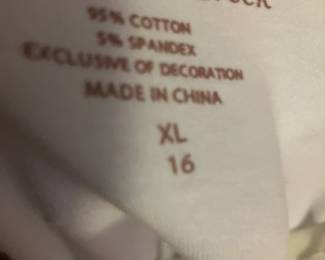 95% COTTON
5% SPANDEX
EXCLUSIVE OF DECORATION
MADE IN CHINA
XL
16